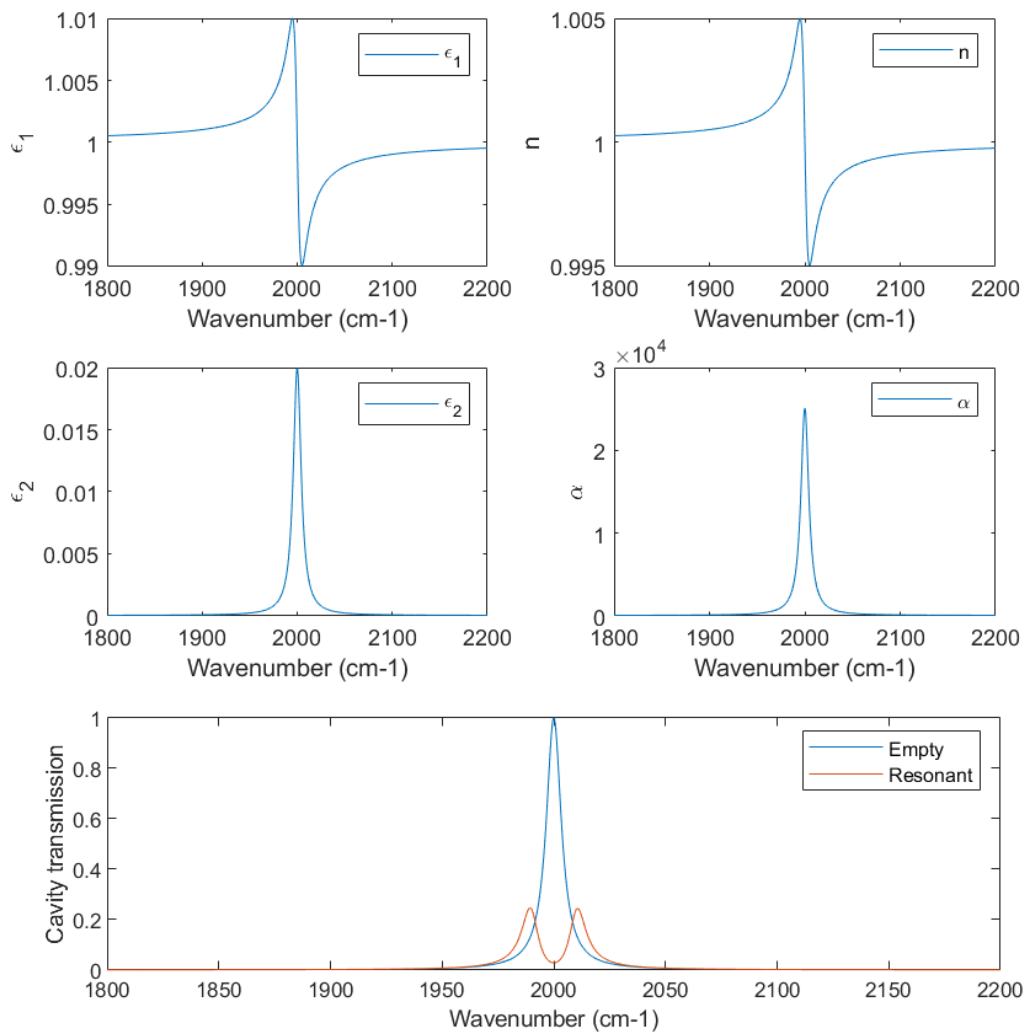 1.01
1.005
1
0.995
0.99
ϵ1
ϵ1
1800 1900 2000 2100 2200
Wavenumber (cm-1)
1.005
1
0.995
n
n
1800 1900 2000 2100 2200
Wavenumber (cm-1)
0.02
0.015
0.01
0.005
0
ϵ2
ϵ2
1800 1900 2000 2100 2200
Wavenumber (cm-1)
×10^4
3
2
1
0
α
α
1800 1900 2000 2100 2200
Wavenumber (cm-1)
1
0.8
0.6
0.4
0.2
0
Cavity transmission
Empty
Resonant
1800 1850 1900 1950 2000 2050 2100 2150 2200
Wavenumber (cm-1)